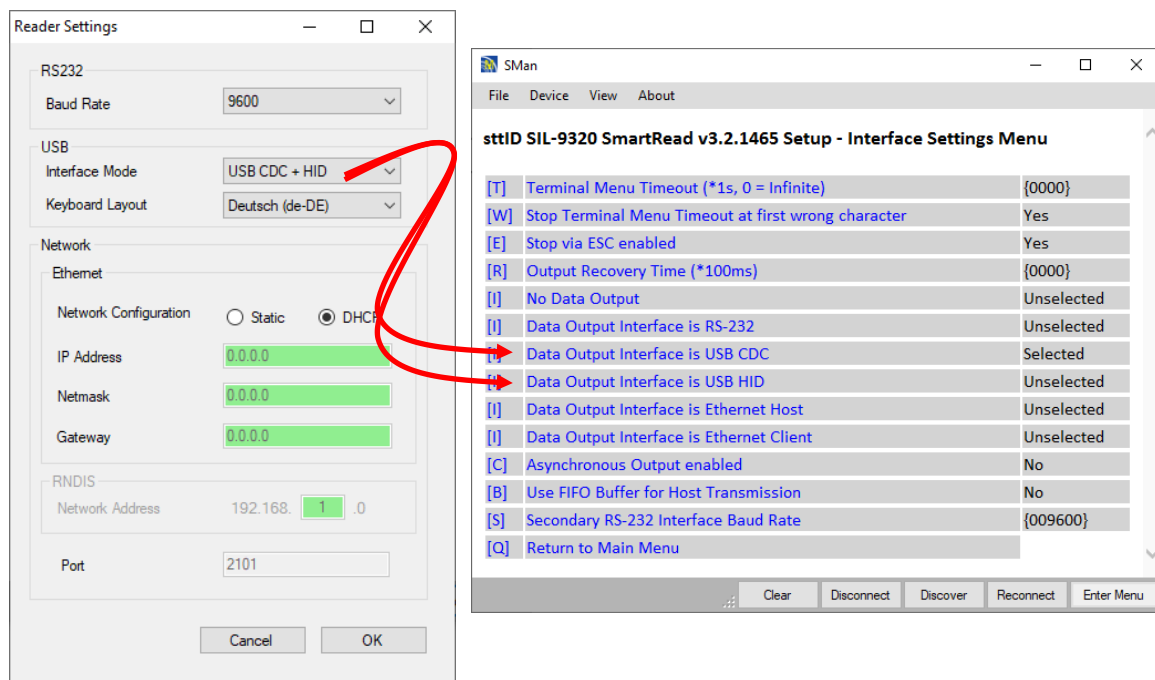 Reader Settings
RS232
Baud Rate 9600
USB
Interface Mode USB CDC + HID
Keyboard Layout Deutsch (de-DE)
Network
Ethernet
Network Configuration Static DHCP
IP Address 0.0.0.0
Netmask 0.0.0.0
Gateway 0.0.0.0
RNDIS
Network Address 192.168. 1 .0
Port 2101
Cancel OK
SMan
File Device View About
sttID SIL-9320 SmartRead v3.2.1465 Setup - Interface Settings Menu
[T] Terminal Menu Timeout (*1s, 0 = Infinite) {0000}
[W] Stop Terminal Menu Timeout at first wrong character Yes
[E] Stop via ESC enabled Yes
[R] Output Recovery Time (*100ms) {0000}
[I] No Data Output Unselected
[I] Data Output Interface is RS-232 Unselected
[I] Data Output Interface is USB CDC Selected
[I] Data Output Interface is USB HID Unselected
[I] Data Output Interface is Ethernet Host Unselected
[I] Data Output Interface is Ethernet Client Unselected
[C] Asynchronous Output enabled No
[B] Use FIFO Buffer for Host Transmission No
[S] Secondary RS-232 Interface Baud Rate {009600}
[Q] Return to Main Menu
Clear Disconnect Discover Reconnect Enter Menu